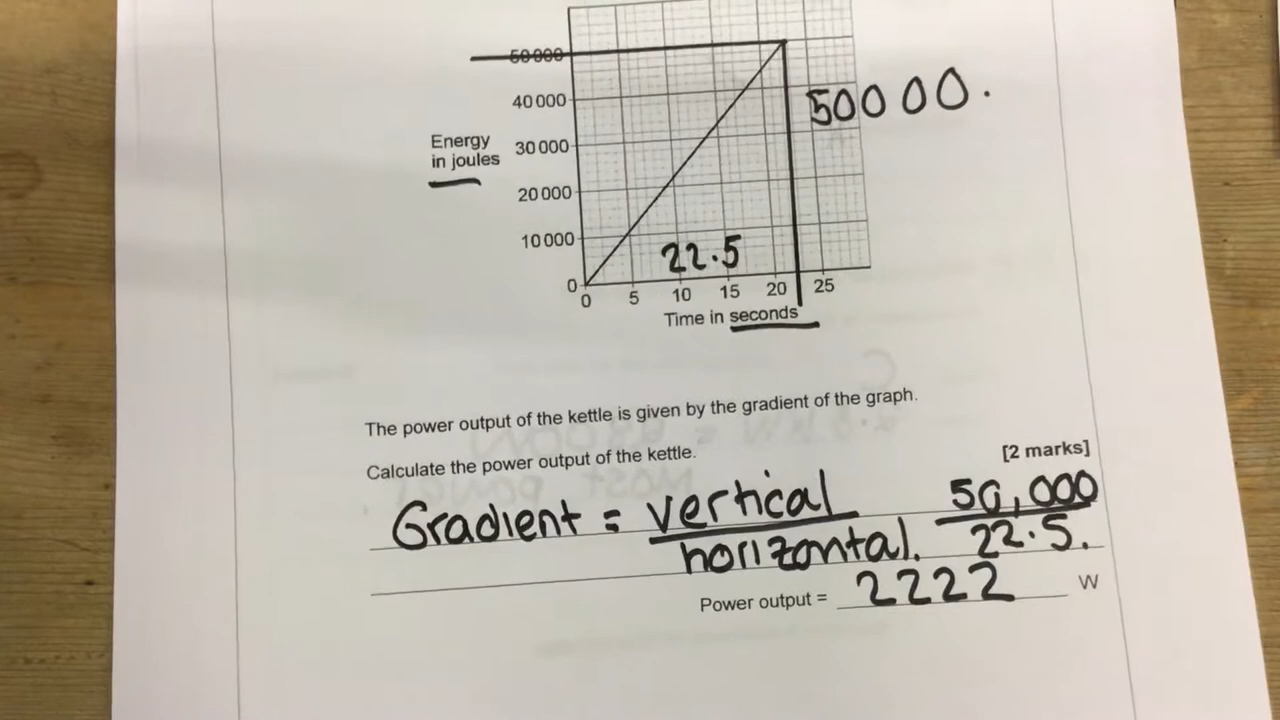 50 000
40 000
30 000
20 000
10 000
0
Energy
in joules
50000.
22.5
0 5 10 15 20 25
Time in seconds
The power output of the kettle is given by the gradient of the graph.
Calculate the power output of the kettle.
[2 marks]
Gradient = vertical 50,000
horizontal. 22.5.
Power output = 2222 W